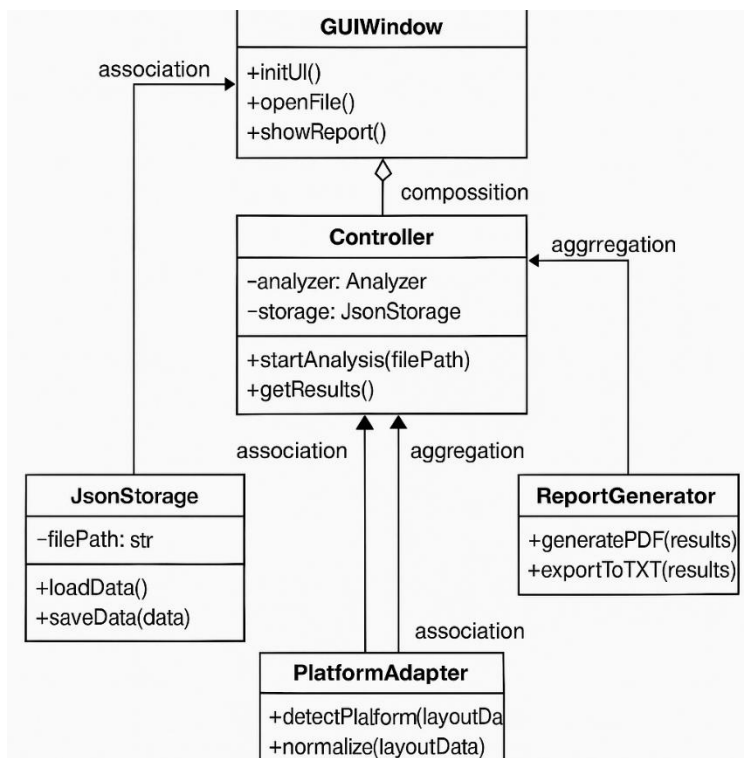 GUIWindow
association
+initUI()
+openFile()
+showReport()
compossition
Controller
aggrregation
–analyzer: Analyzer
–storage: JsonStorage
+startAnalysis(filePath)
+getResults()
association
aggregation
JsonStorage
ReportGenerator
–filePath: str
+generatePDF(results)
+exportToTXT(results)
+loadData()
+saveData(data)
association
PlatformAdapter
+detectPlalform(layoutDa
+normalize(layoutData)